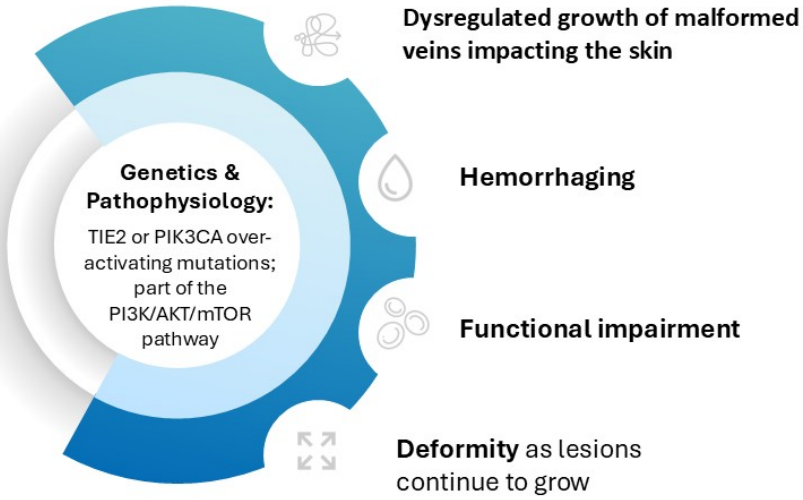 Dysregulated growth of malformed
veins impacting the skin
Genetics &
Pathophysiology:
TIE2 or PIK3CA over-
activating mutations;
part of the
PI3K/AKT/mTOR
pathway
Hemorrhaging
Functional impairment
Deformity as lesions
continue to grow